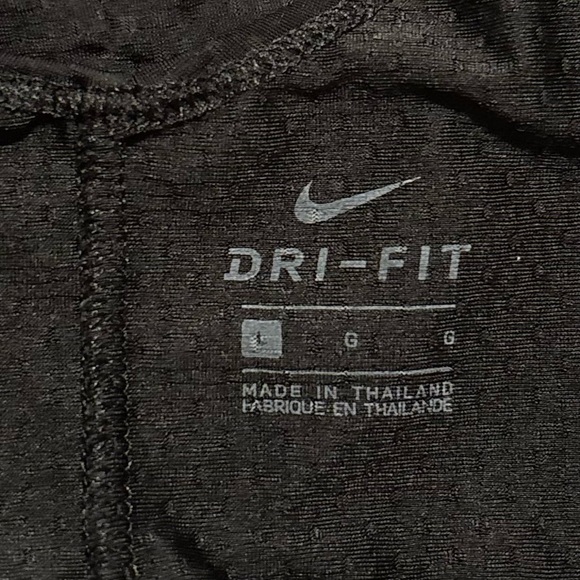 DRI-FIT
L G G
MADE IN THAILAND
FABRIQUE EN THAILANDE